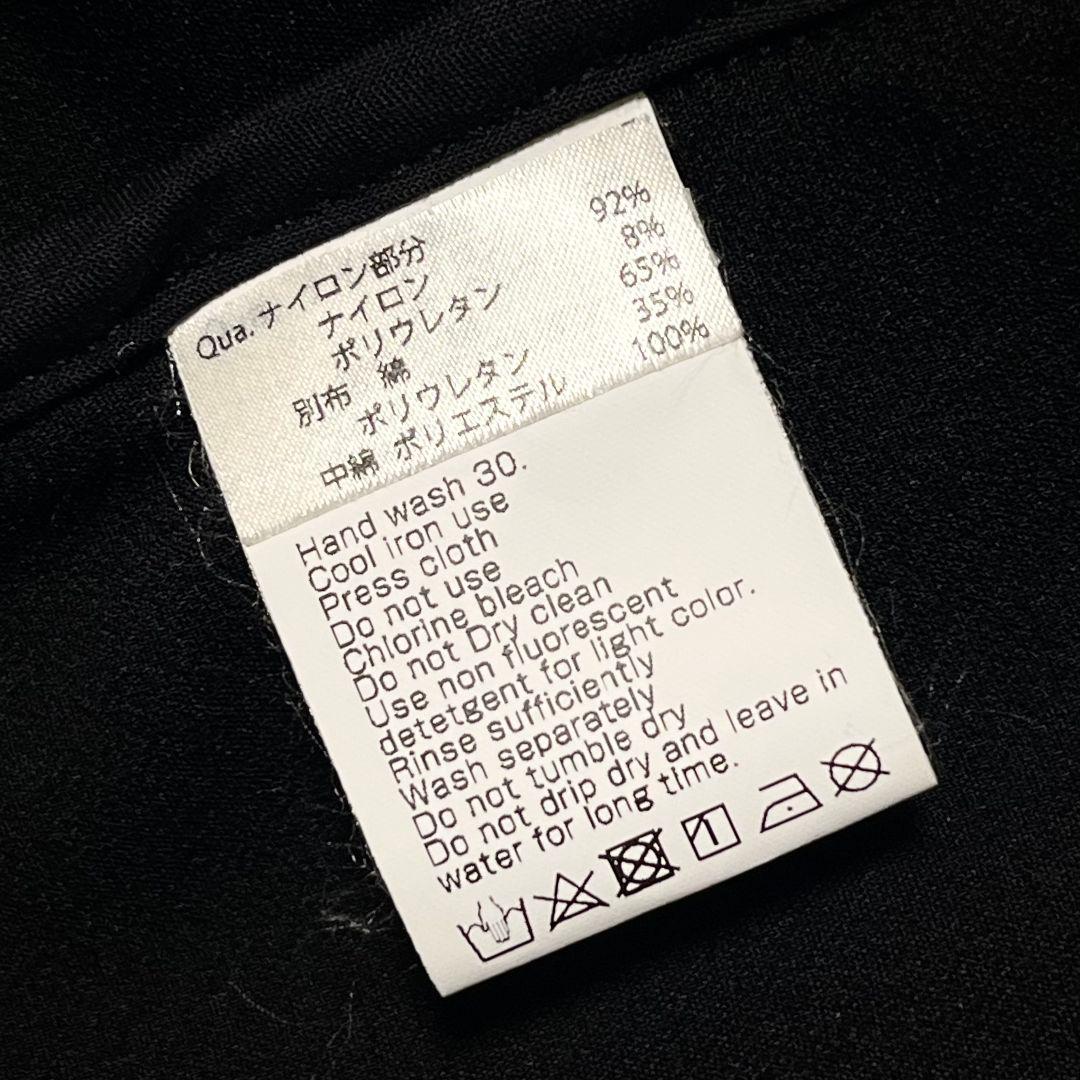 Qua.ナイロン部分
ナイロン 92%
ポリウレタン 8%
別布 綿 65%
ポリウレタン 35%
中綿 ポリエステル 100%
Hand wash 30.
Cool iron use
Press cloth
Do not use
Chlorine bleach
Do not Dry clean
Use non fluorescent
detetgent for light color.
Rinse sufficiently
Wash separately
Do not tumble dry
Do not drip dry and leave in
water for long time.